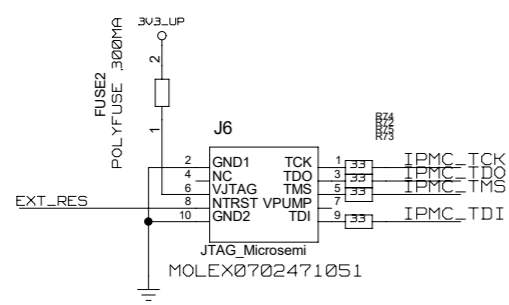 3V3_UP
2
FUSE2
POLYFUSE ,300MA
1
J6
R74
R72
R75
R73
2 GND1 TCK 1 33 IPMC_TCK
4 NC TDO 3 33 IPMC_TDO
6 VJTAG TMS 5 33 IPMC_TMS
EXT_RES 8 NTRST VPUMP 7
10 GND2 TDI 9 33 IPMC_TDI
JTAG_Microsemi
MOLEX0702471051